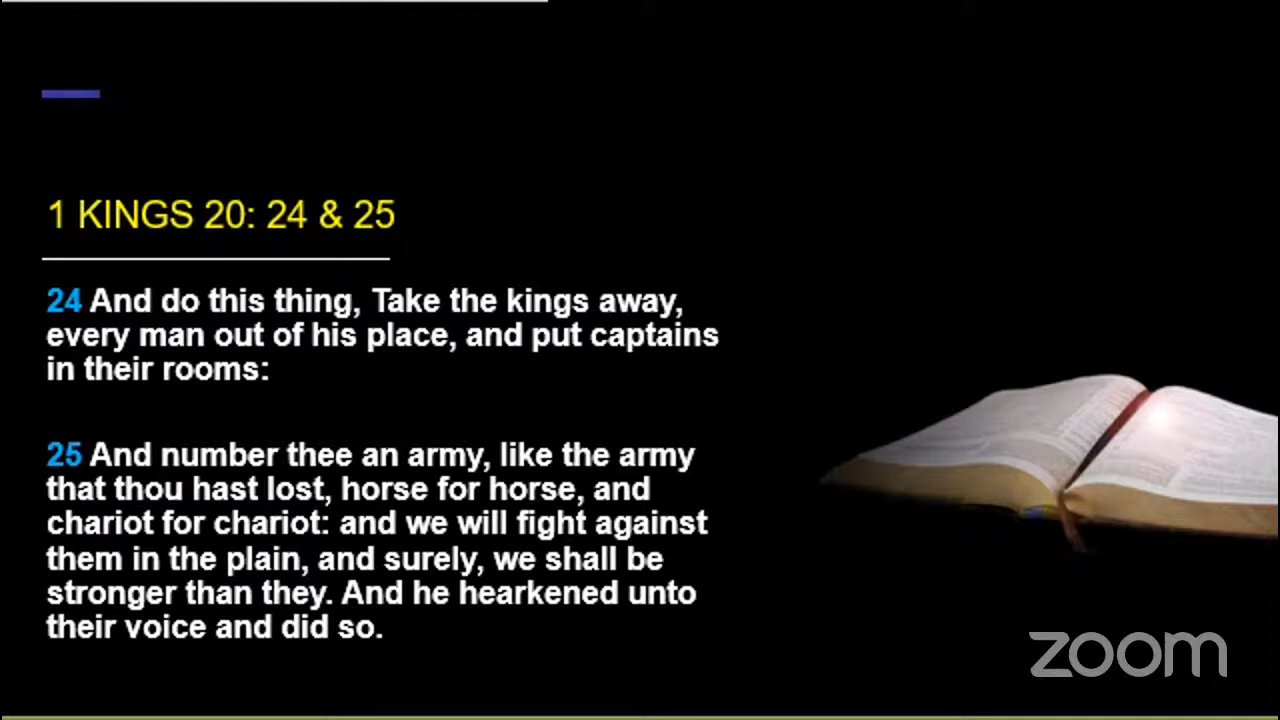 1 KINGS 20: 24 & 25
24 And do this thing, Take the kings away,
every man out of his place, and put captains
in their rooms:
25 And number thee an army, like the army
that thou hast lost, horse for horse, and
chariot for chariot: and we will fight against
them in the plain, and surely, we shall be
stronger than they. And he hearkened unto
their voice and did so.
zoom